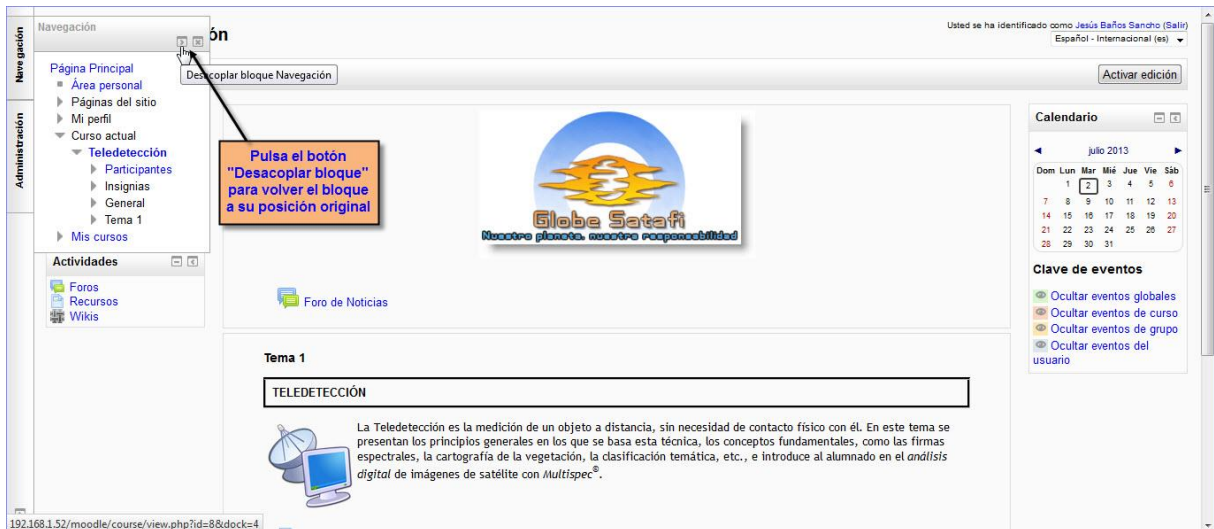 Navegación
Administración
Navegación
ón
Usted se ha identificado como Jesús Baños Sancho (Salir)
Español - Internacional (es)
Desacoplar bloque Navegación
Activar edición
Página Principal
Área personal
Páginas del sitio
Mi perfil
Curso actual
Teledetección
Participantes
Insignias
General
Tema 1
Mis cursos
Pulsa el botón
"Desacoplar bloque"
para volver el bloque
a su posición original
Actividades
Foros
Recursos
Wikis
Globe Satafi
Nuestro planeta, nuestra responsabilidad
Foro de Noticias
Tema 1
TELEDETECCIÓN
La Teledetección es la medición de un objeto a distancia, sin necesidad de contacto físico con él. En este tema se
presentan los principios generales en los que se basa esta técnica, los conceptos fundamentales, como las firmas
espectrales, la cartografía de la vegetación, la clasificación temática, etc., e introduce al alumnado en el análisis
digital de imágenes de satélite con Multispec®.
Calendario
julio 2013
Dom Lun Mar Mié Jue Vie Sáb
1 2 3 4 5 6
7 8 9 10 11 12 13
14 15 16 17 18 19 20
21 22 23 24 25 26 27
28 29 30 31
Clave de eventos
Ocultar eventos globales
Ocultar eventos de curso
Ocultar eventos de grupo
Ocultar eventos del
usuario
192.168.1.52/moodle/course/view.php?id=8&dock=4